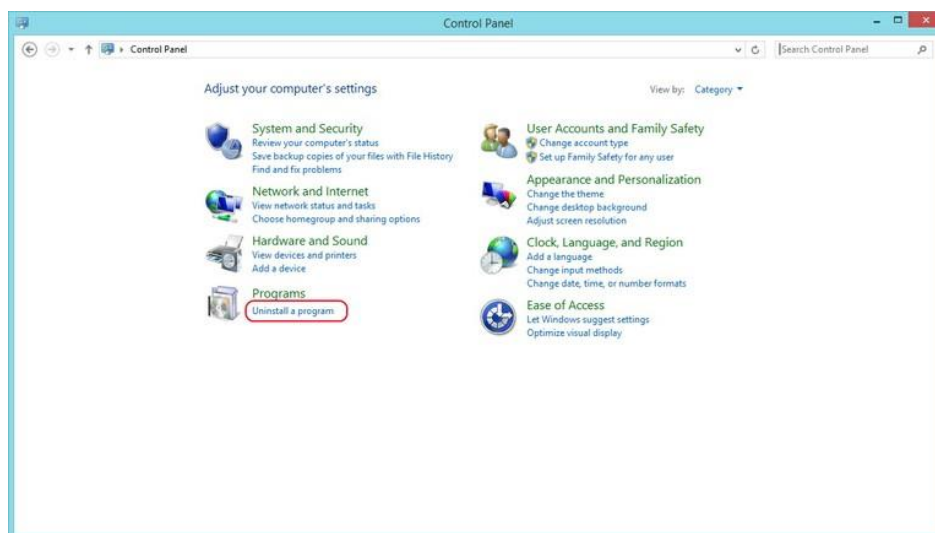 Control Panel
Control Panel
Search Control Panel
Adjust your computer's settings
View by: Category
System and Security
Review your computer's status
Save backup copies of your files with File History
Find and fix problems
Network and Internet
View network status and tasks
Choose homegroup and sharing options
Hardware and Sound
View devices and printers
Add a device
Programs
Uninstall a program
User Accounts and Family Safety
Change account type
Set up Family Safety for any user
Appearance and Personalization
Change the theme
Change desktop background
Adjust screen resolution
Clock, Language, and Region
Add a language
Change input methods
Change date, time, or number formats
Ease of Access
Let Windows suggest settings
Optimize visual display